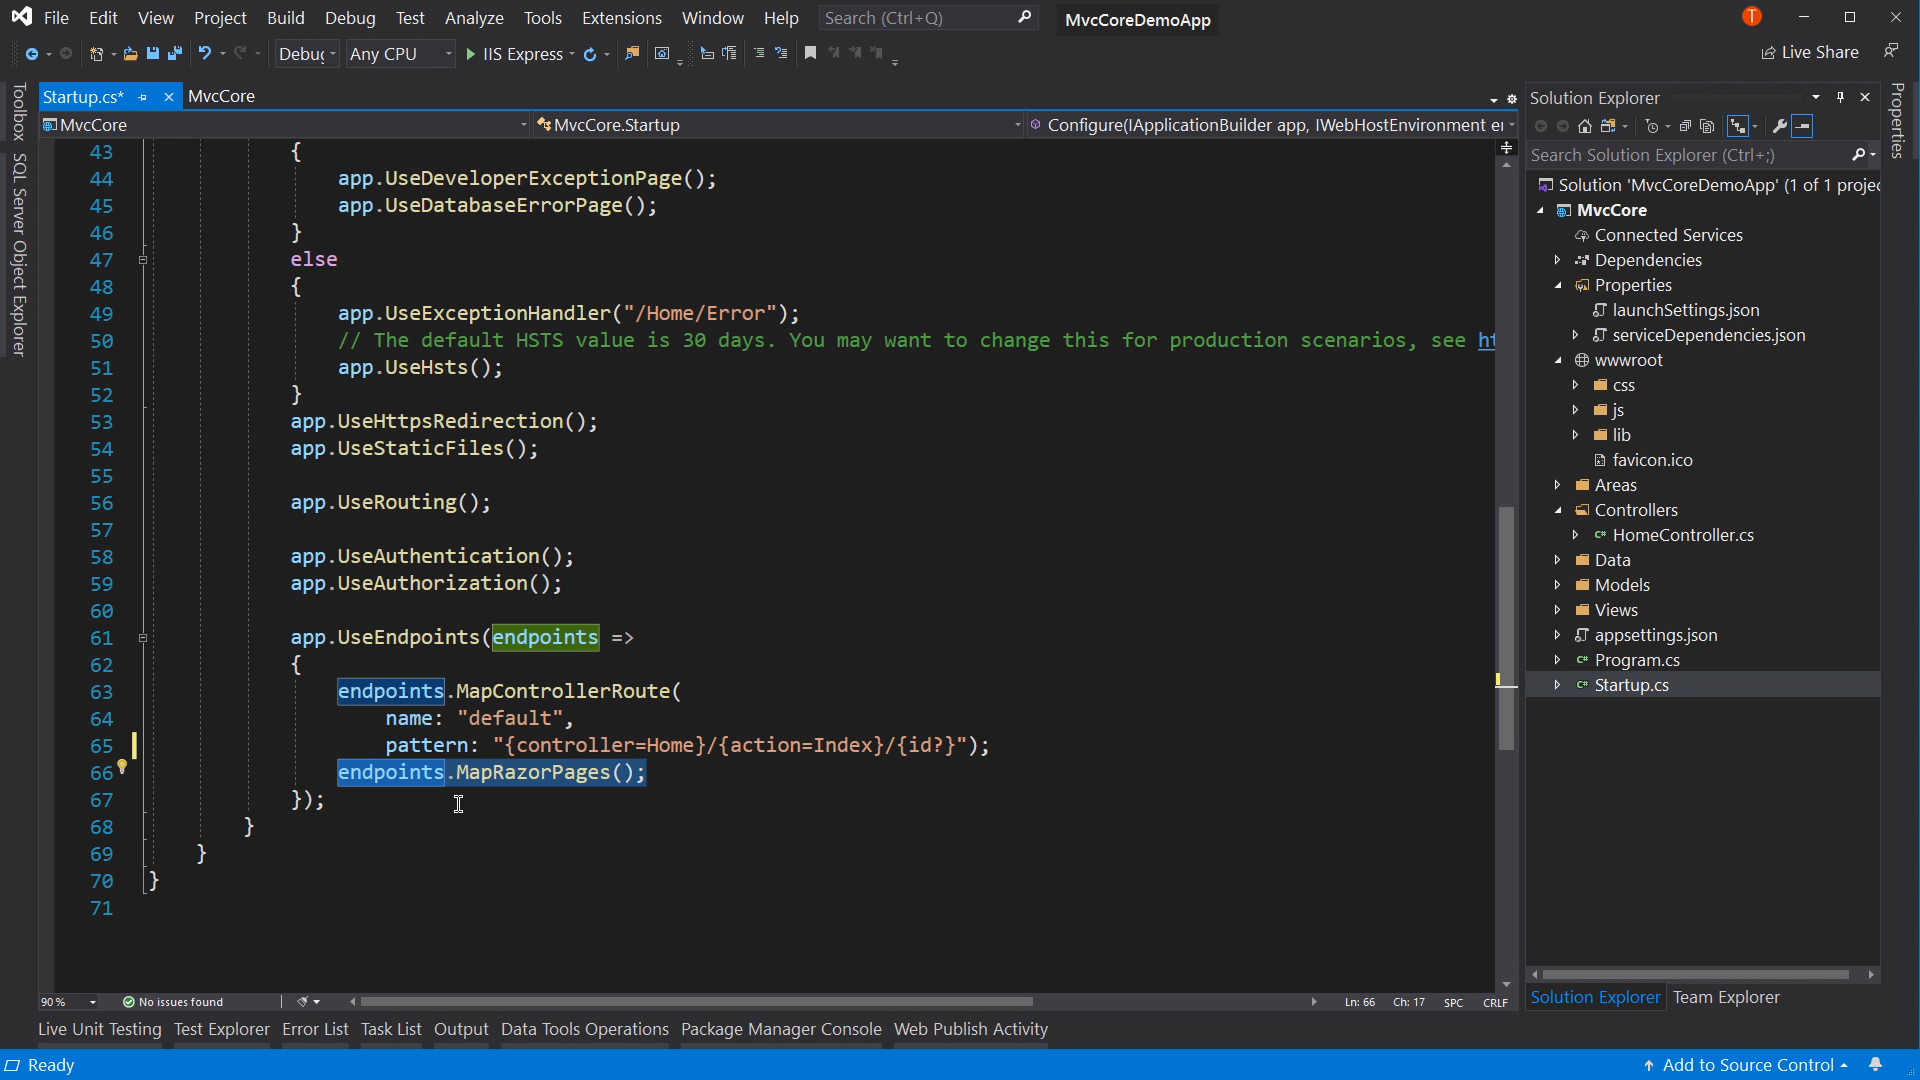 File Edit View Project Build Debug Test Analyze Tools Extensions Window Help Search (Ctrl+Q) MvcCoreDemoApp T
Debug Any CPU IIS Express Live Share
Toolbox
SQL Server Object Explorer
Startup.cs* MvcCore
MvcCore MvcCore.Startup Configure(IApplicationBuilder app, IWebHostEnvironment
43 {
44 app.UseDeveloperExceptionPage();
45 app.UseDatabaseErrorPage();
46 }
47 else
48 {
49 app.UseExceptionHandler("/Home/Error");
50 // The default HSTS value is 30 days. You may want to change this for production scenarios, see ht
51 app.UseHsts();
52 }
53 app.UseHttpsRedirection();
54 app.UseStaticFiles();
55
56 app.UseRouting();
57
58 app.UseAuthentication();
59 app.UseAuthorization();
60
61 app.UseEndpoints(endpoints =>
62 {
63 endpoints.MapControllerRoute(
64 name: "default",
65 pattern: "{controller=Home}/{action=Index}/{id?}");
66 endpoints.MapRazorPages();
67 });
68 }
69 }
70 }
71
90 % No issues found Ln: 66 Ch: 17 SPC CRLF
Solution Explorer
Search Solution Explorer (Ctrl+;)
Solution 'MvcCoreDemoApp' (1 of 1 projec
MvcCore
Connected Services
Dependencies
Properties
launchSettings.json
serviceDependencies.json
wwwroot
css
js
lib
favicon.ico
Areas
Controllers
C# HomeController.cs
Data
Models
Views
appsettings.json
C# Program.cs
C# Startup.cs
Solution Explorer Team Explorer
Properties
Live Unit Testing Test Explorer Error List Task List Output Data Tools Operations Package Manager Console Web Publish Activity
Ready Add to Source Control